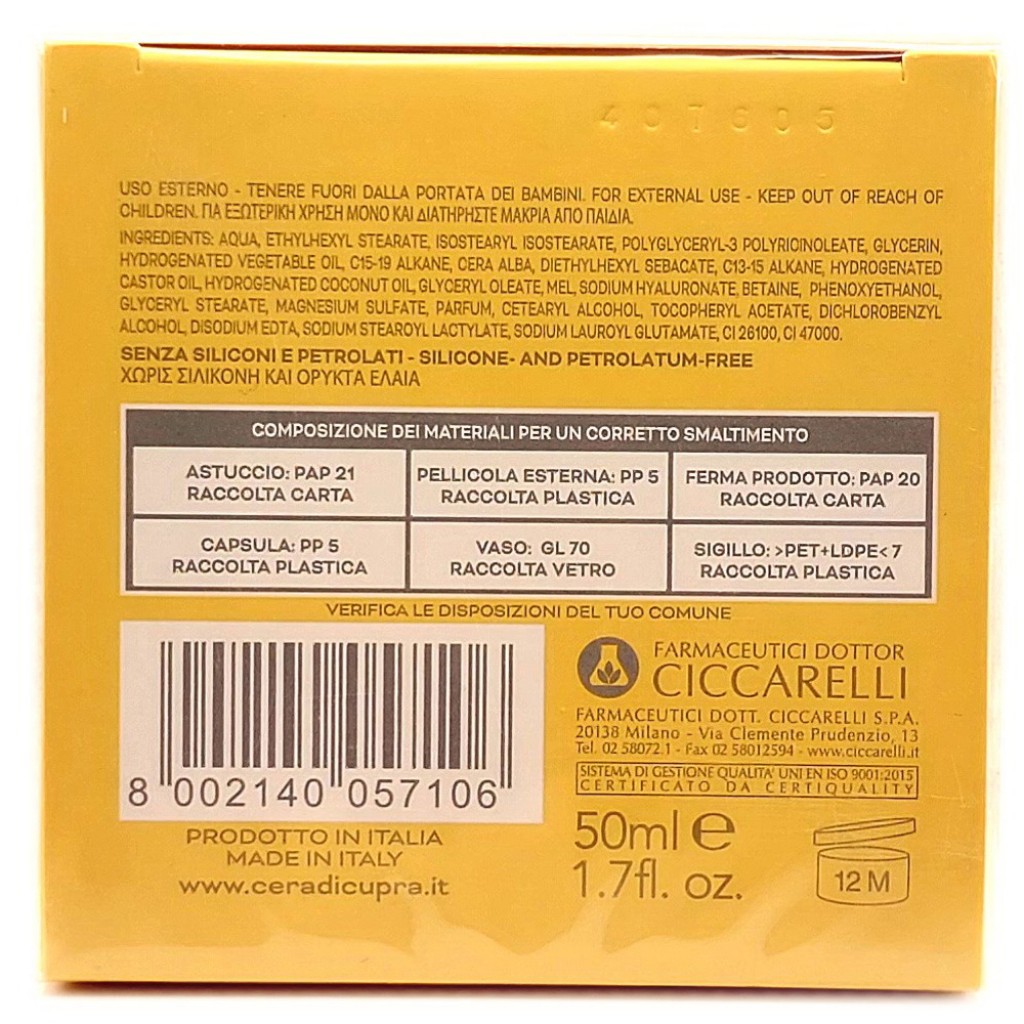 407605
USO ESTERNO - TENERE FUORI DALLA PORTATA DEI BAMBINI. FOR EXTERNAL USE - KEEP OUT OF REACH OF
CHILDREN. ΓΙΑ ΕΞΩΤΕΡΙΚΗ ΧΡΗΣΗ ΜΟΝΟ ΚΑΙ ΔΙΑΤΗΡΗΣΤΕ ΜΑΚΡΙΑ ΑΠΟ ΠΑΙΔΙΑ.
INGREDIENTS: AQUA, ETHYLHEXYL STEARATE, ISOSTEARYL ISOSTEARATE, POLYGLYCERYL-3 POLYRICINOLEATE, GLYCERIN,
HYDROGENATED VEGETABLE OIL, C15-19 ALKANE, CERA ALBA, DIETHYLHEXYL SEBACATE, C13-15 ALKANE, HYDROGENATED
CASTOR OIL, HYDROGENATED COCONUT OIL, GLYCERYL OLEATE, MEL, SODIUM HYALURONATE, BETAINE, PHENOXYETHANOL,
GLYCERYL STEARATE, MAGNESIUM SULFATE, PARFUM, CETEARYL ALCOHOL, TOCOPHERYL ACETATE, DICHLOROBENZYL
ALCOHOL, DISODIUM EDTA, SODIUM STEAROYL LACTYLATE, SODIUM LAUROYL GLUTAMATE, CI 26100, CI 47000.
SENZA SILICONI E PETROLATI - SILICONE- AND PETROLATUM-FREE
ΧΩΡΙΣ ΣΙΛΙΚΟΝΗ ΚΑΙ ΟΡΥΚΤΑ ΕΛΑΙΑ
COMPOSIZIONE DEI MATERIALI PER UN CORRETTO SMALTIMENTO
ASTUCCIO: PAP 21
RACCOLTA CARTA
PELLICOLA ESTERNA: PP 5
RACCOLTA PLASTICA
FERMA PRODOTTO: PAP 20
RACCOLTA CARTA
CAPSULA: PP 5
RACCOLTA PLASTICA
VASO: GL 70
RACCOLTA VETRO
SIGILLO: >PET+LDPE< 7
RACCOLTA PLASTICA
VERIFICA LE DISPOSIZIONI DEL TUO COMUNE
8 002140 057106
PRODOTTO IN ITALIA
MADE IN ITALY
www.ceradicupra.it
FARMACEUTICI DOTTOR
CICCARELLI
FARMACEUTICI DOTT. CICCARELLI S.P.A.
20138 Milano - Via Clemente Prudenzio, 13
Tel. 02 58072.1 - Fax 02 58012594 - www.ciccarelli.it
SISTEMA DI GESTIONE QUALITA' UNI EN ISO 9001:2015
CERTIFICATO DA CERTIQUALITY
50ml e
1.7fl. oz.
12 M